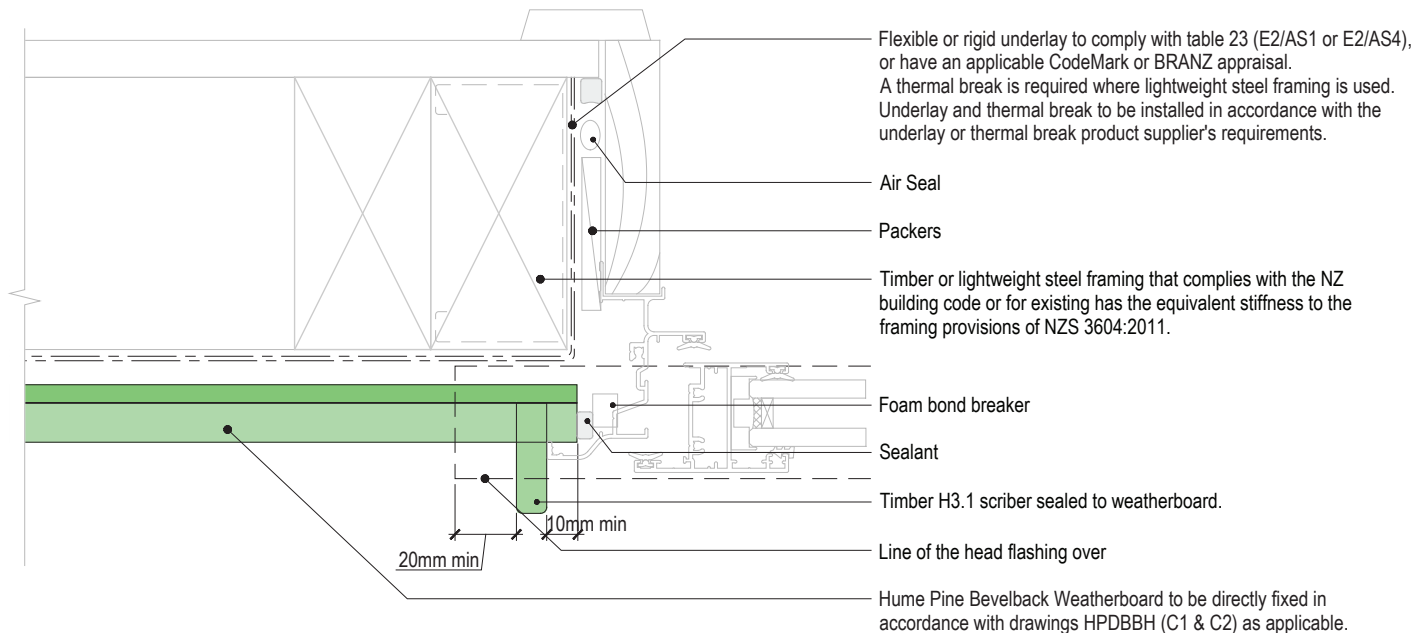 Flexible or rigid underlay to comply with table 23 (E2/AS1 or E2/AS4),
or have an applicable CodeMark or BRANZ appraisal.
A thermal break is required where lightweight steel framing is used.
Underlay and thermal break to be installed in accordance with the
underlay or thermal break product supplier's requirements.
Air Seal
Packers
Timber or lightweight steel framing that complies with the NZ
building code or for existing has the equivalent stiffness to the
framing provisions of NZS 3604:2011.
Foam bond breaker
Sealant
Timber H3.1 scriber sealed to weatherboard.
10mm min
20mm min
Line of the head flashing over
Hume Pine Bevelback Weatherboard to be directly fixed in
accordance with drawings HPDBBH (C1 & C2) as applicable.